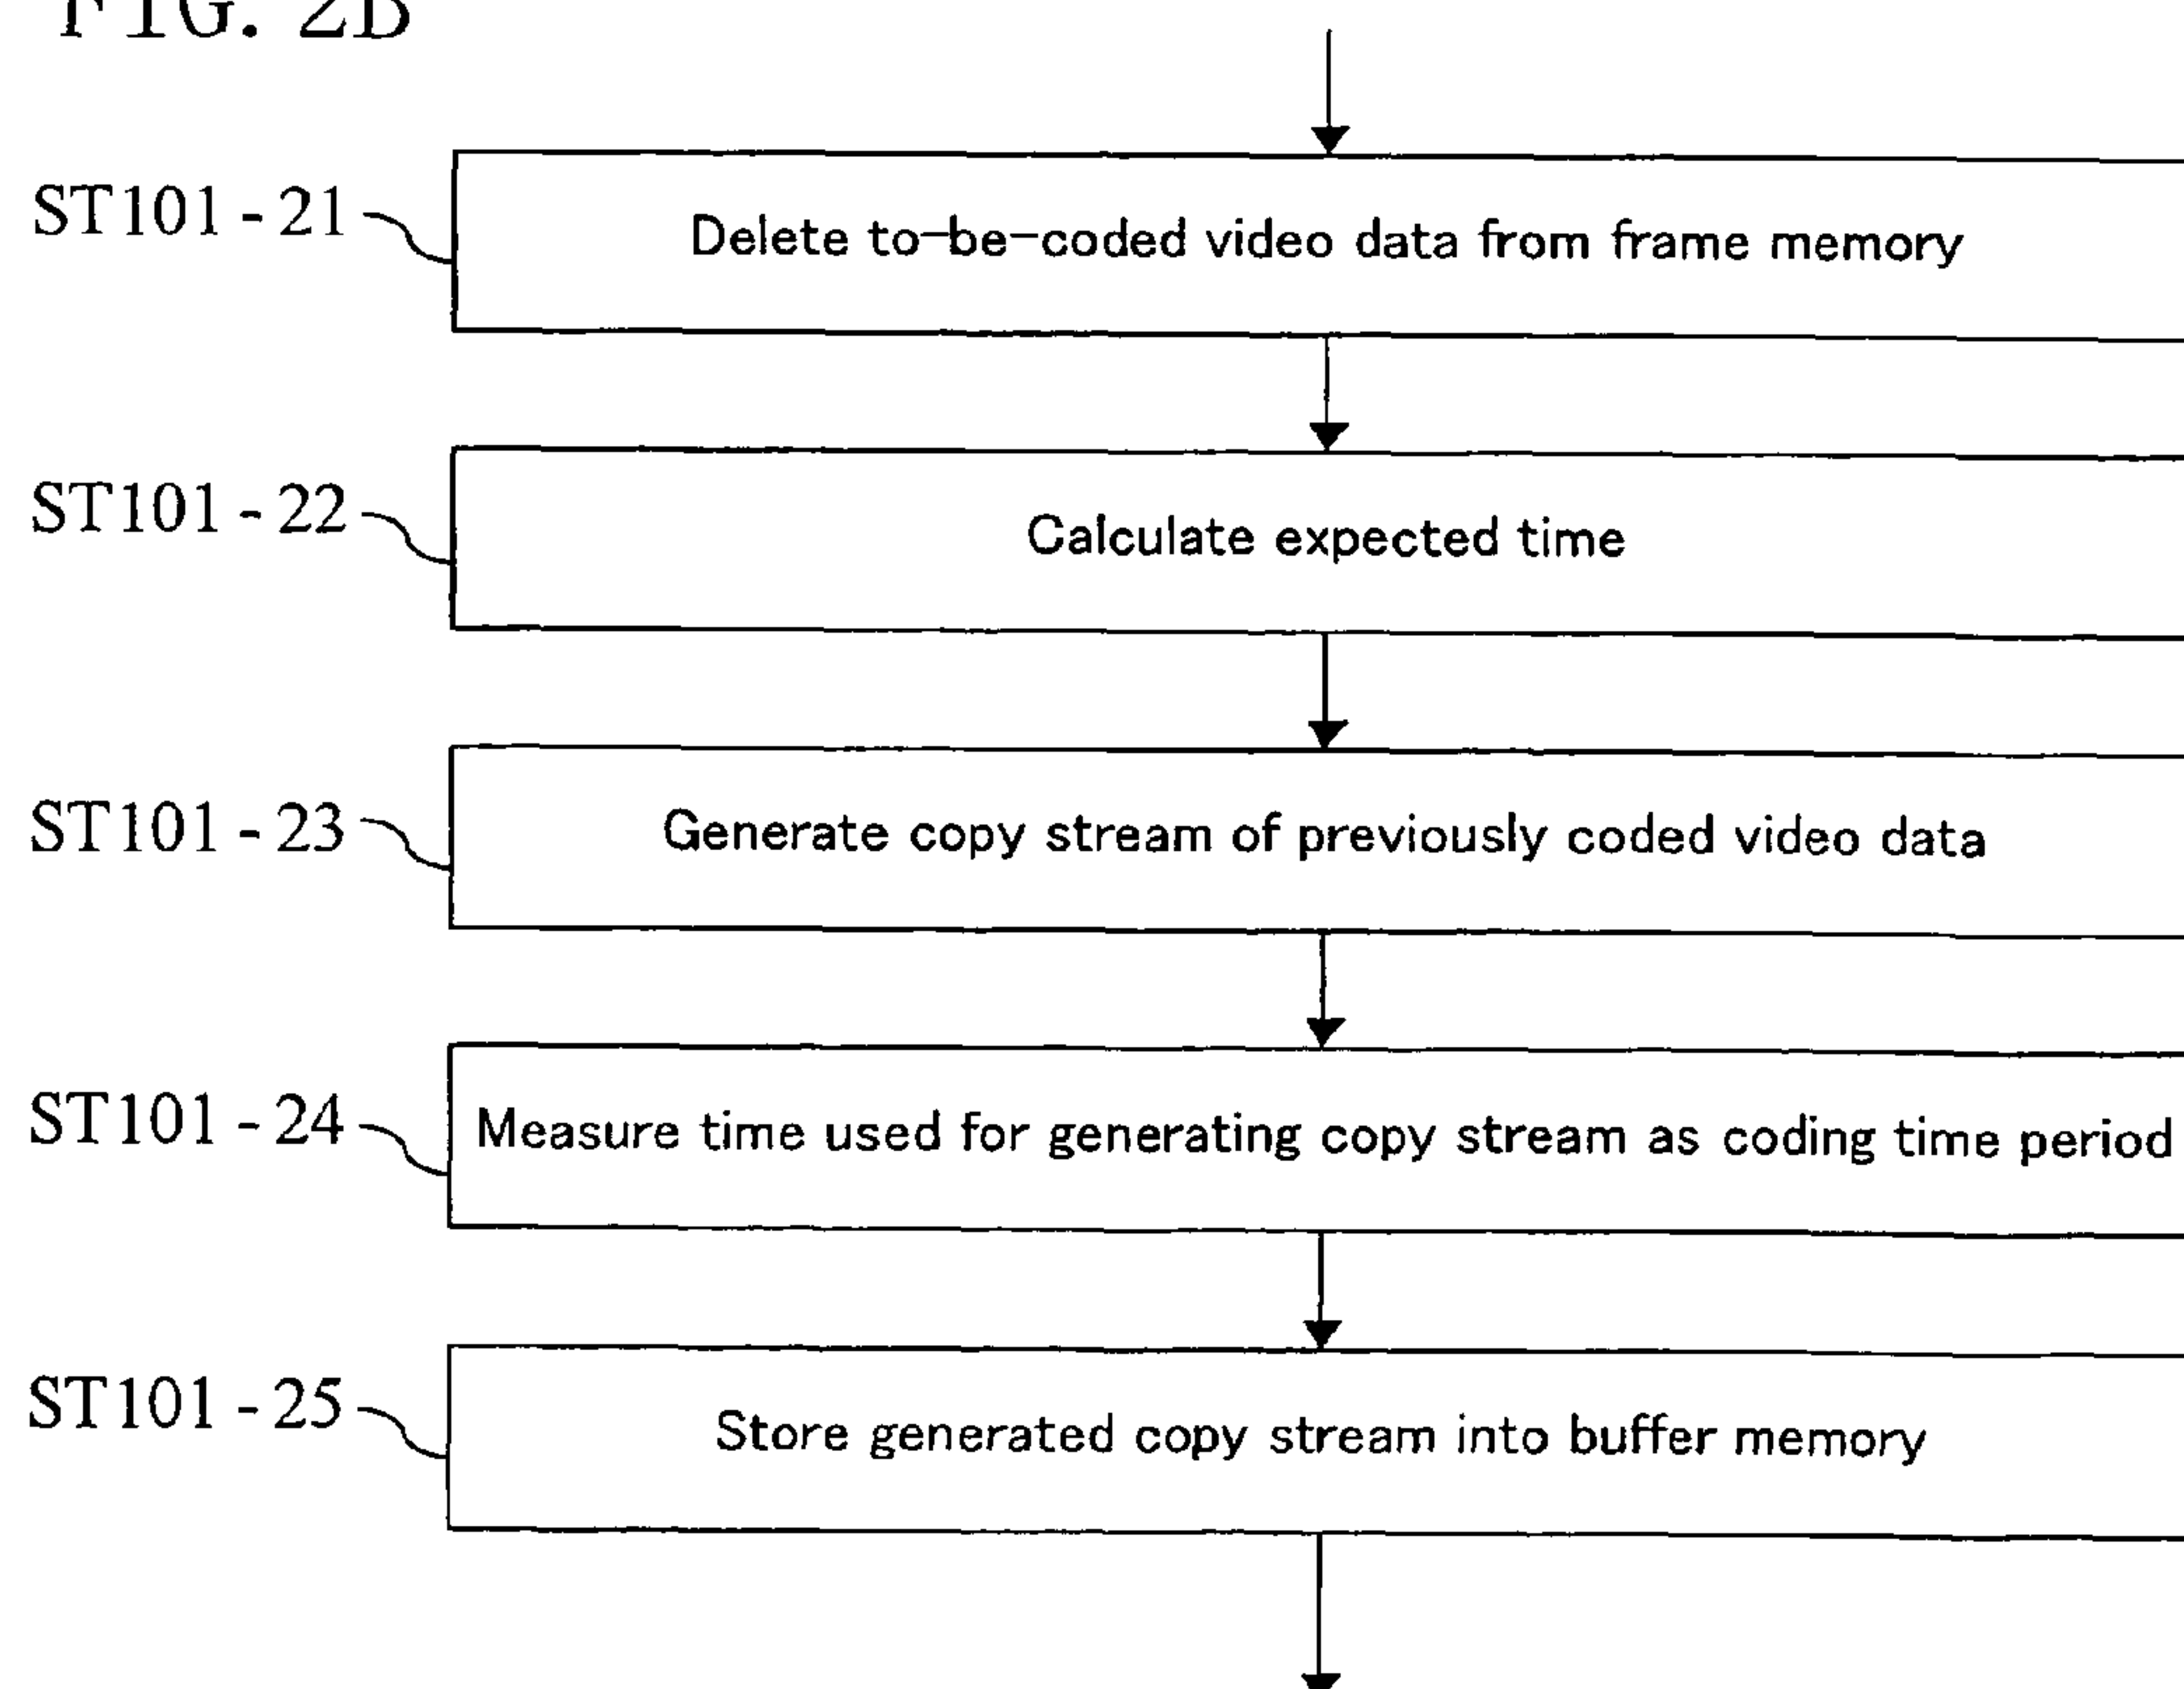 FIG. 2B
ST101-21
Delete to-be-coded video data from frame memory
ST101-22
Calculate expected time
ST101-23
Generate copy stream of previously coded video data
ST101-24
Measure time used for generating copy stream as coding time period
ST101-25
Store generated copy stream into buffer memory